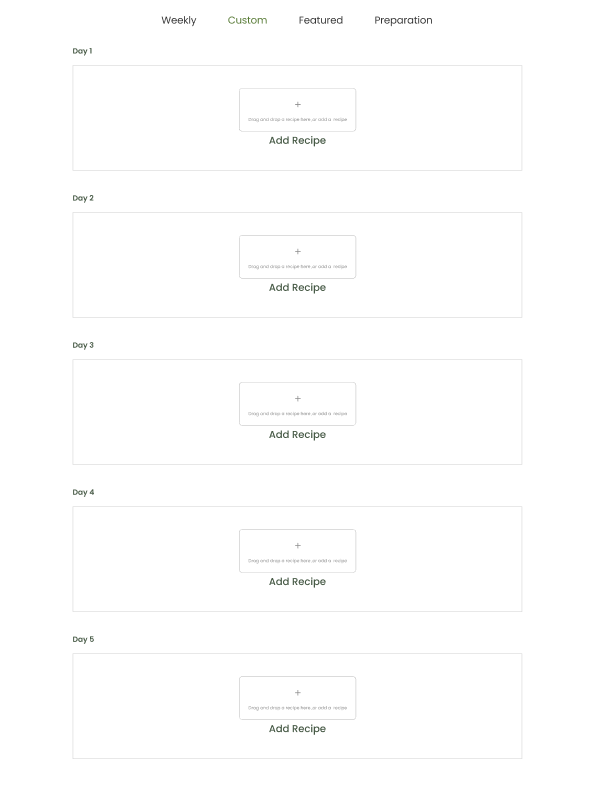 Weekly Custom Featured Preparation
Day 1
+
Drag and drop a recipe here, or add a recipe
Add Recipe
Day 2
+
Drag and drop a recipe here, or add a recipe
Add Recipe
Day 3
+
Drag and drop a recipe here, or add a recipe
Add Recipe
Day 4
+
Drag and drop a recipe here, or add a recipe
Add Recipe
Day 5
+
Drag and drop a recipe here, or add a recipe
Add Recipe